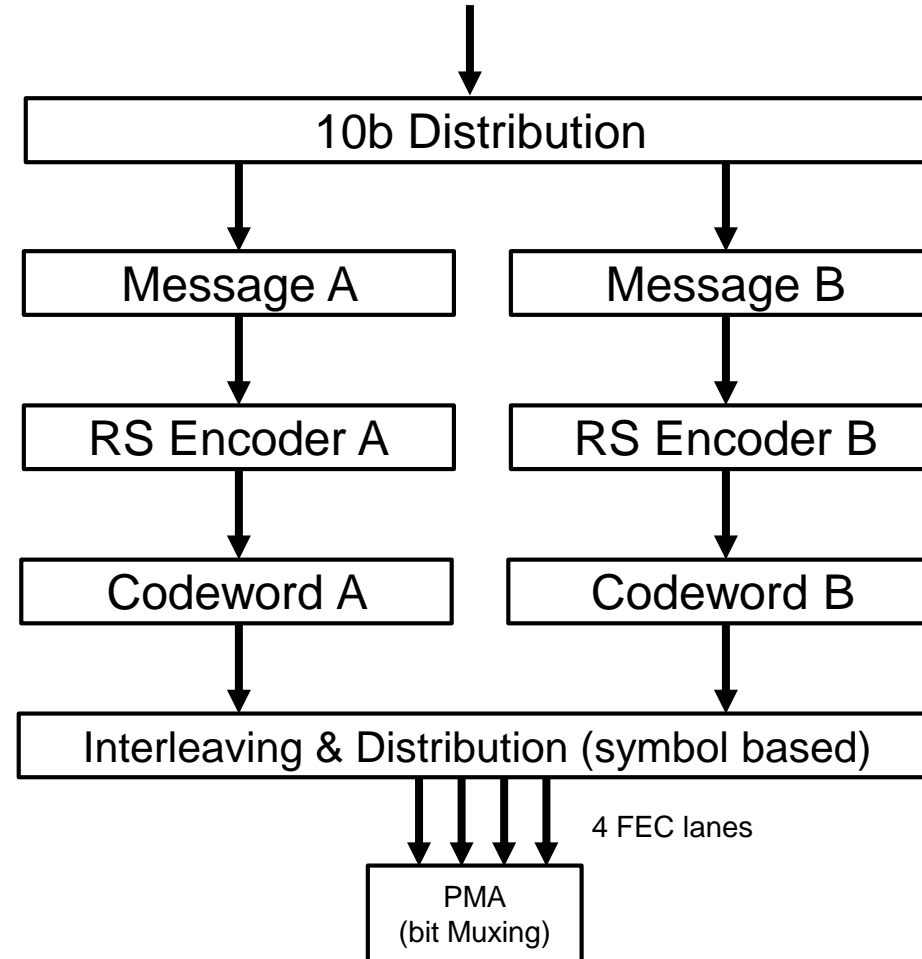 10b Distribution
Message A
Message B
RS Encoder A
RS Encoder B
Codeword A
Codeword B
Interleaving & Distribution (symbol based)
4 FEC lanes
PMA
(bit Muxing)